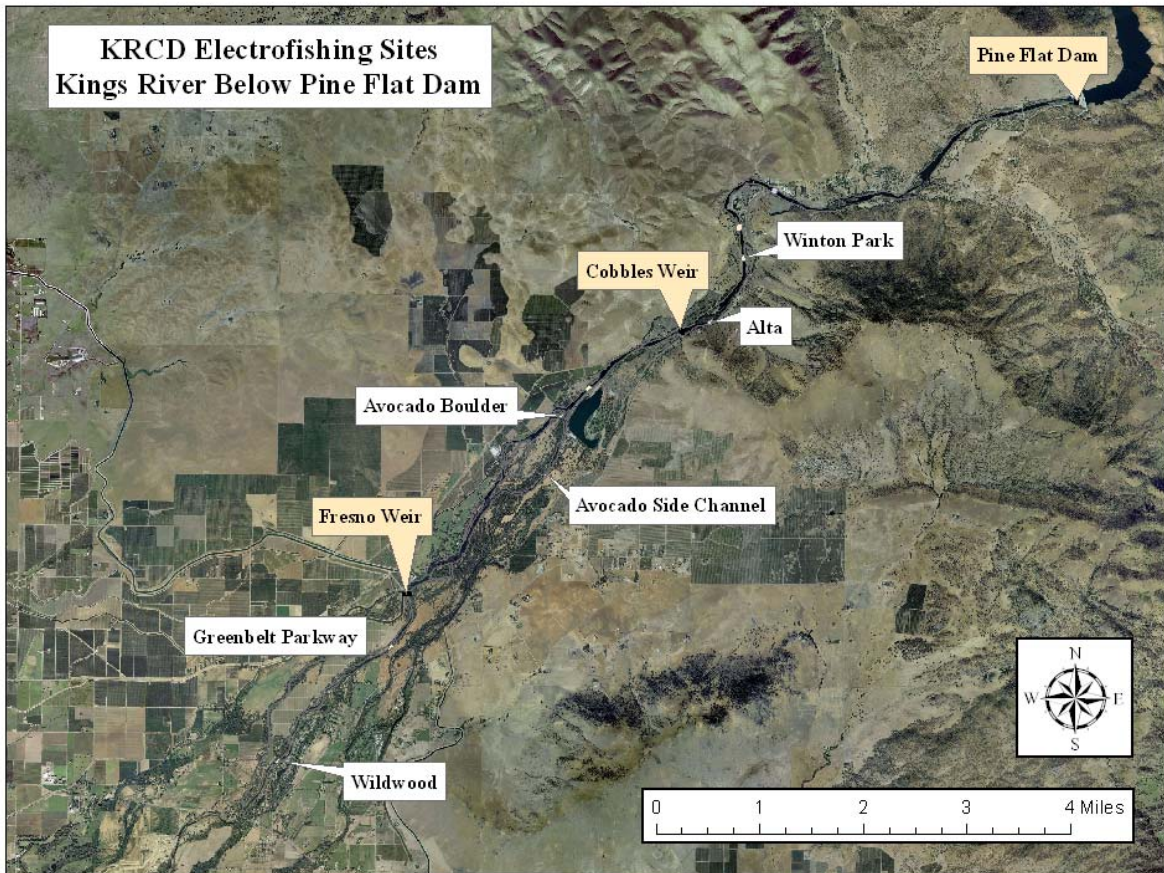 KRCD Electrofishing Sites
Kings River Below Pine Flat Dam
Pine Flat Dam
Winton Park
Cobbles Weir
Alta
Avocado Boulder
Avocado Side Channel
Fresno Weir
Greenbelt Parkway
Wildwood
N
W E
S
0 1 2 3 4 Miles